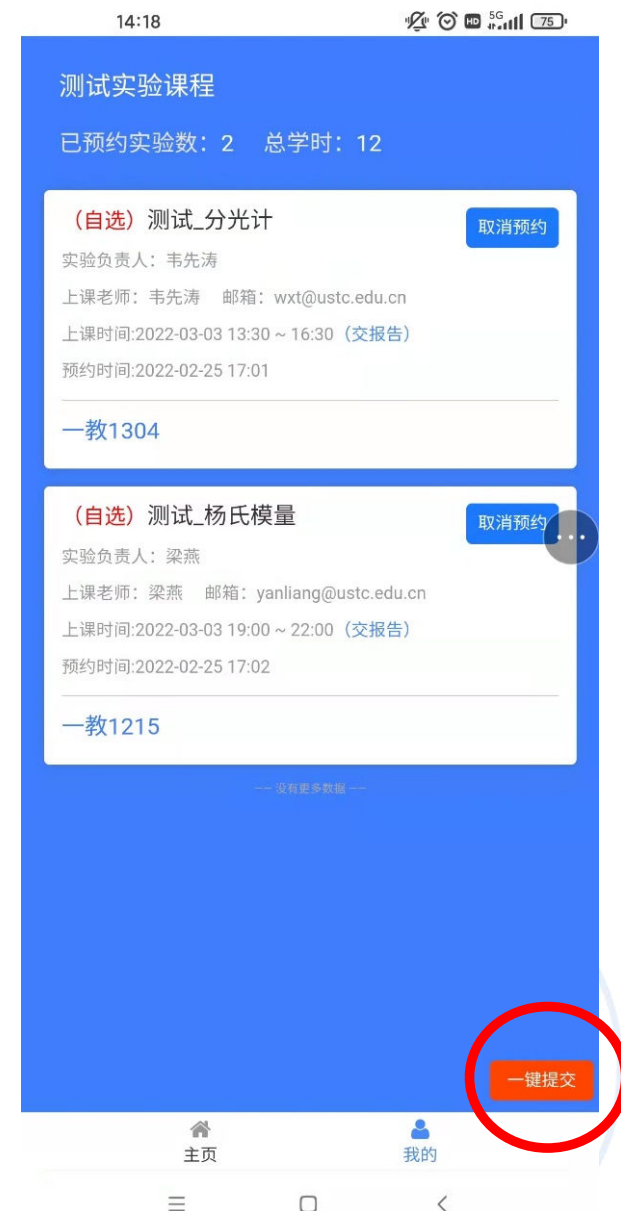 14:18
HD 5G 75
测试实验课程
已预约实验数：2 总学时：12
（自选）测试_分光计
取消预约
实验负责人：韦先涛
上课老师：韦先涛 邮箱：wxt@ustc.edu.cn
上课时间:2022-03-03 13:30 ~ 16:30（交报告）
预约时间:2022-02-25 17:01
一教1304
（自选）测试_杨氏模量
取消预约
实验负责人：梁燕
上课老师：梁燕 邮箱：yanliang@ustc.edu.cn
上课时间:2022-03-03 19:00 ~ 22:00（交报告）
预约时间:2022-02-25 17:02
一教1215
—— 没有更多数据 ——
一键提交
主页 我的